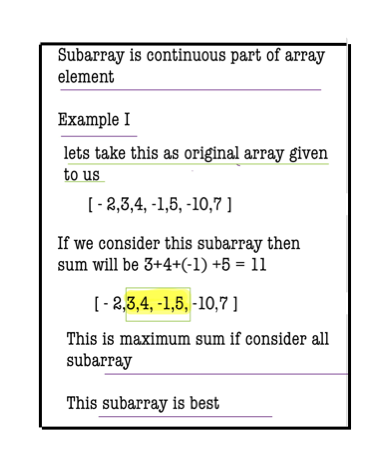 Subarray is continuous part of array
element
Example I
lets take this as original array given
to us
[ - 2,3,4, -1,5, -10,7 ]
If we consider this subarray then
sum will be 3+4+(-1) +5 = 11
[ - 2,3,4, -1,5, -10,7 ]
This is maximum sum if consider all
subarray
This subarray is best